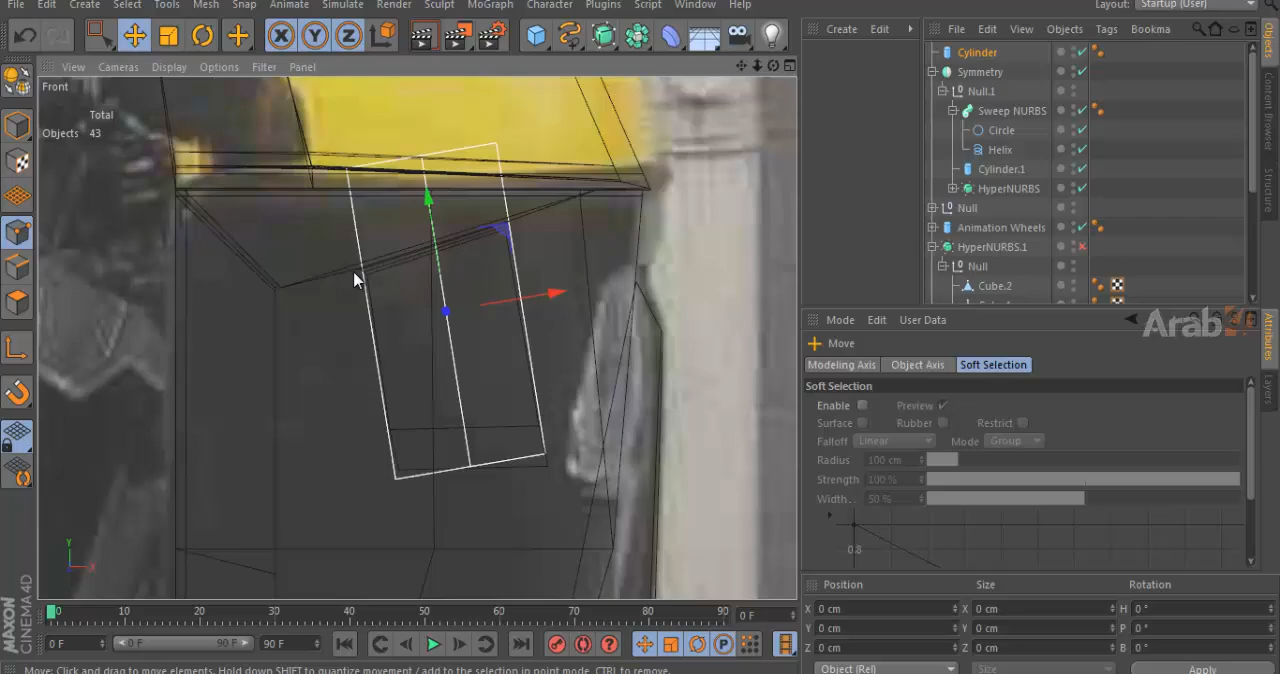 File Edit Create Select Tools Mesh Snap Animate Simulate Render Sculpt MoGraph Character Plugins Script Window Help
Layout: Startup (User)
View Cameras Display Options Filter Panel
Create Edit
File Edit View Objects Tags Bookma
Front
Total
Objects 43
Cylinder
Symmetry
Null.1
Sweep NURBS
Circle
Helix
Cylinder.1
HyperNURBS
Null
Animation Wheels
HyperNURBS.1
Null
Cube.2
Objects
Content Browser
Structure
Mode Edit User Data
Arab
Move
Modeling Axis Object Axis Soft Selection
Soft Selection
Enable Preview
Surface Rubber Restrict
Falloff Linear Mode Group
Radius 100 cm
Strength 100 %
Width.. 50 %
0.8
Attributes
Layers
Y
X
Position Size Rotation
X 0 cm X 0 cm H 0 °
Y 0 cm Y 0 cm P 0 °
Z 0 cm Z 0 cm B 0 °
Object (Rel) Size Apply
0 10 20 30 40 50 60 70 80 90 0 F
0 F 0 F 90 F 90 F
MAXON CINEMA 4D
Move: Click and drag to move elements. Hold down SHIFT to quantize movement / add to the selection in point mode, CTRL to remove.